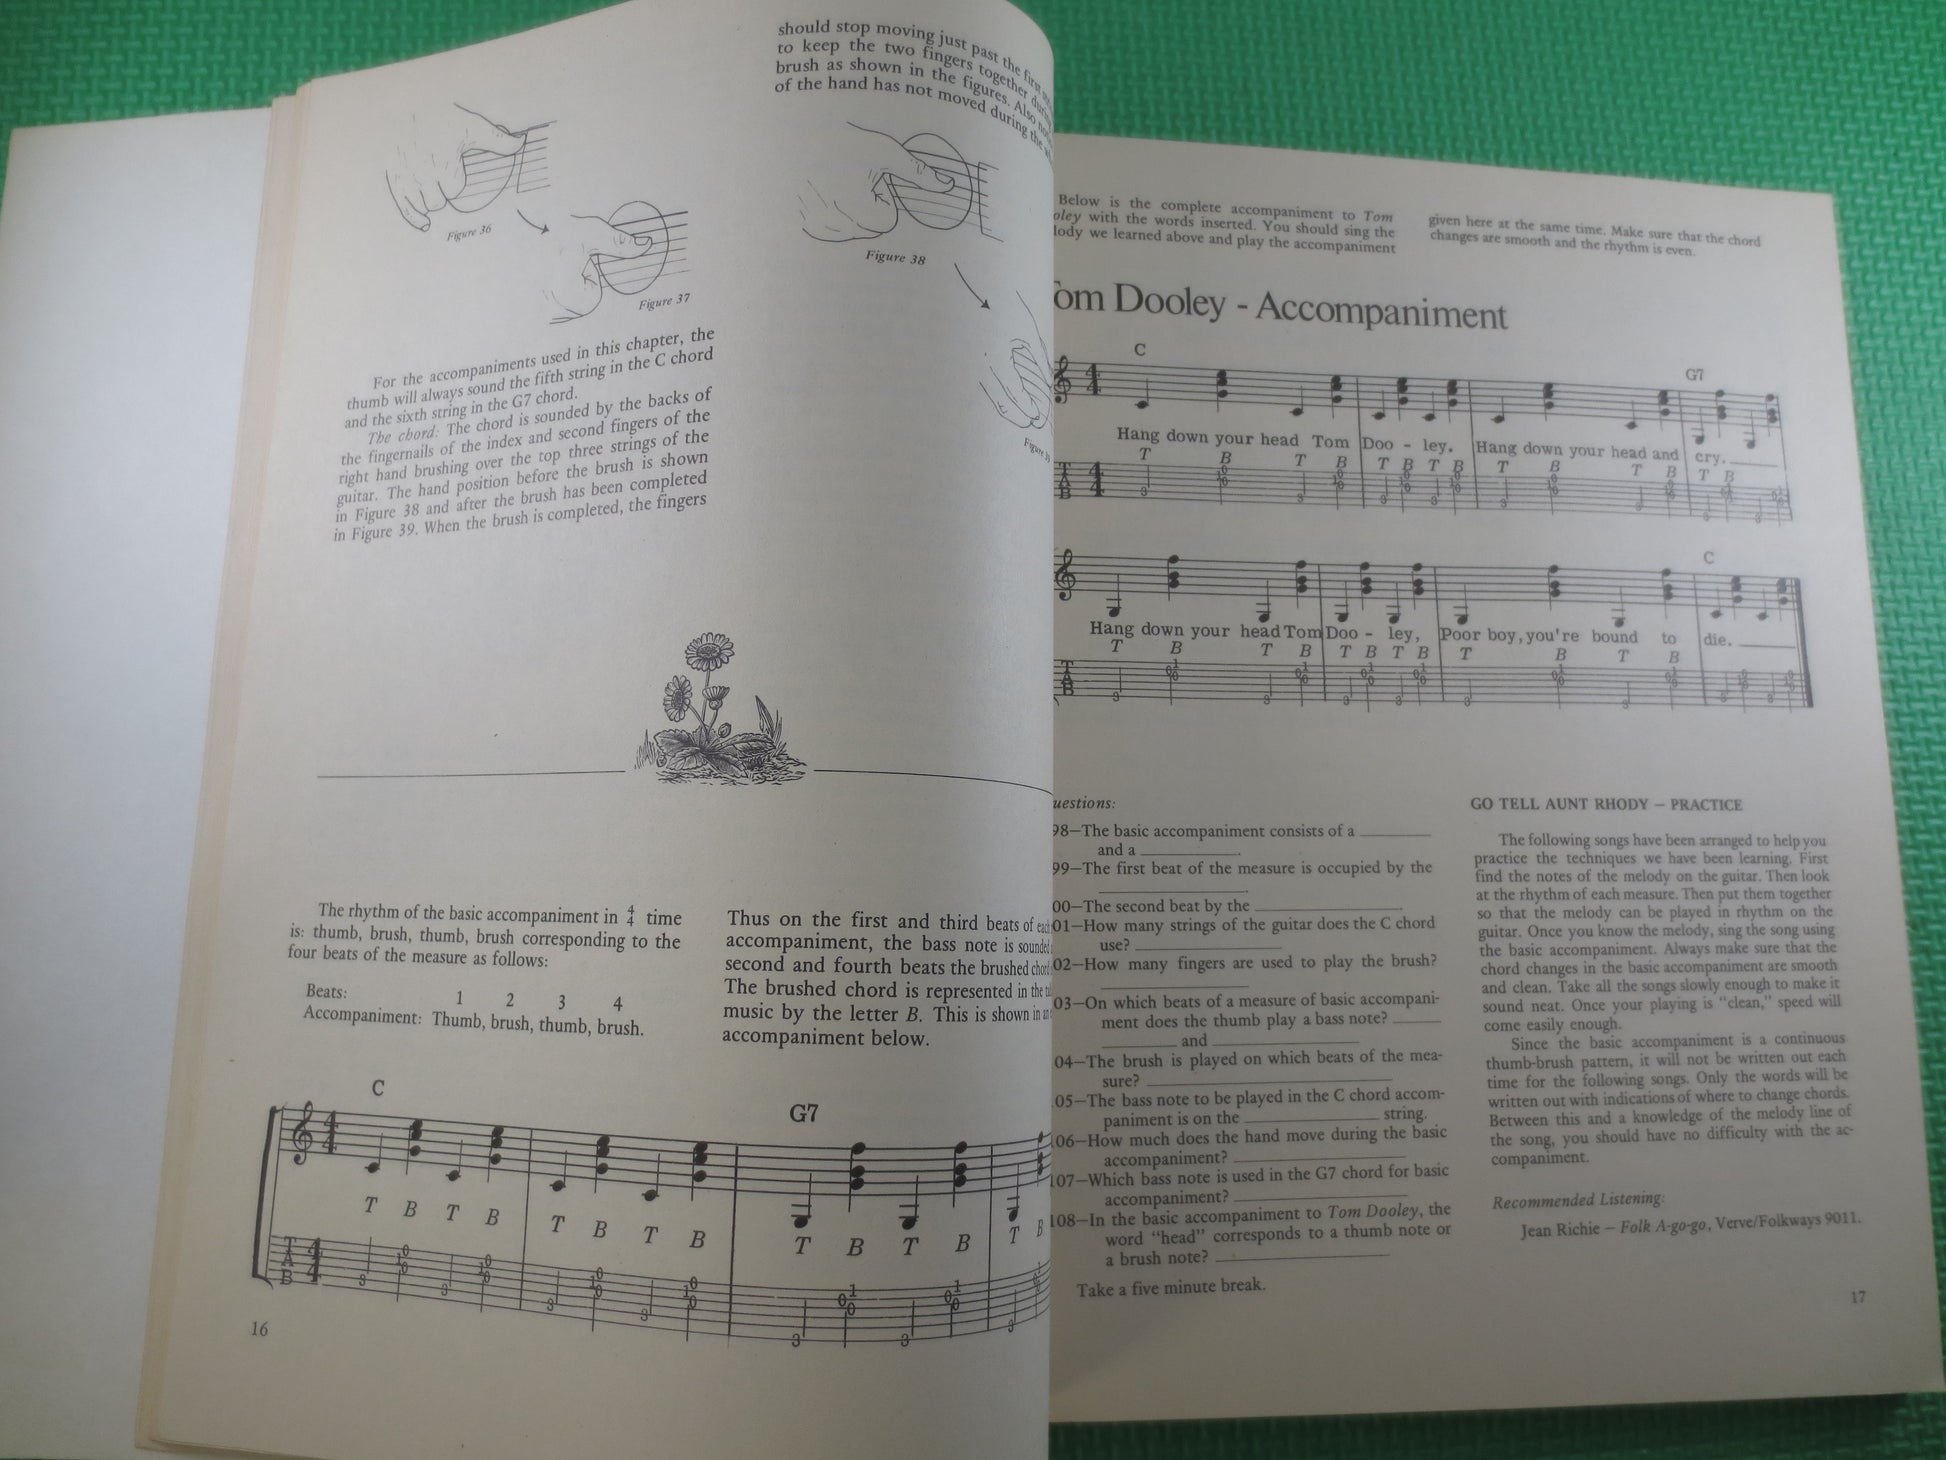 should stop moving just past the first
to keep the two fingers together during
brush as shown in the figures. Also
of the hand has not moved during the
Figure 36
Figure 37
Figure 38
Figure 39
For the accompaniments used in this chapter, the
thumb will always sound the fifth string in the C chord
and the sixth string in the G7 chord.
The chord: The chord is sounded by the backs of
the fingernails of the index and second fingers of the
right hand brushing over the top three strings of the
guitar. The hand position before the brush is shown
in Figure 38 and after the brush has been completed
in Figure 39. When the brush is completed, the fingers
The rhythm of the basic accompaniment in 4/4 time
is: thumb, brush, thumb, brush corresponding to the
four beats of the measure as follows:
Beats: 1 2 3 4
Accompaniment: Thumb, brush, thumb, brush.
Thus on the first and third beats of each
accompaniment, the bass note is sounded
second and fourth beats the brushed chord
The brushed chord is represented in the
music by the letter B. This is shown in
accompaniment below.
C G7
4 4
T B T B T B T B T B T B T B
T A B 4 4
16
Below is the complete accompaniment to Tom
oley with the words inserted. You should sing the
lody we learned above and play the accompaniment
given here at the same time. Make sure that the chord
changes are smooth and the rhythm is even.
om Dooley - Accompaniment
C G7
4 4
Hang down your head Tom Doo - ley. Hang down your head and cry.
T B T B T B T B T B T B T B
T A B 4 4
C
Hang down your head Tom Doo - ley, Poor boy, you're bound to die.
T B T B T B T B T B T B
T A B
uestions:
98—The basic accompaniment consists of a
and a .
99—The first beat of the measure is occupied by the
.
00—The second beat by the .
01—How many strings of the guitar does the C chord
use?
02—How many fingers are used to play the brush?
03—On which beats of a measure of basic accompani-
ment does the thumb play a bass note?
and
04—The brush is played on which beats of the mea-
sure?
05—The bass note to be played in the C chord accom-
paniment is on the string.
06—How much does the hand move during the basic
accompaniment?
107—Which bass note is used in the G7 chord for basic
accompaniment?
108—In the basic accompaniment to Tom Dooley, the
word "head" corresponds to a thumb note or
a brush note?
Take a five minute break.
GO TELL AUNT RHODY — PRACTICE
The following songs have been arranged to help you
practice the techniques we have been learning. First
find the notes of the melody on the guitar. Then look
at the rhythm of each measure. Then put them together
so that the melody can be played in rhythm on the
guitar. Once you know the melody, sing the song using
the basic accompaniment. Always make sure that the
chord changes in the basic accompaniment are smooth
and clean. Take all the songs slowly enough to make it
sound neat. Once your playing is "clean," speed will
come easily enough.
Since the basic accompaniment is a continuous
thumb-brush pattern, it will not be written out each
time for the following songs. Only the words will be
written out with indications of where to change chords.
Between this and a knowledge of the melody line of
the song, you should have no difficulty with the ac-
companiment.
Recommended Listening:
Jean Richie — Folk A-go-go, Verve/Folkways 9011.
17